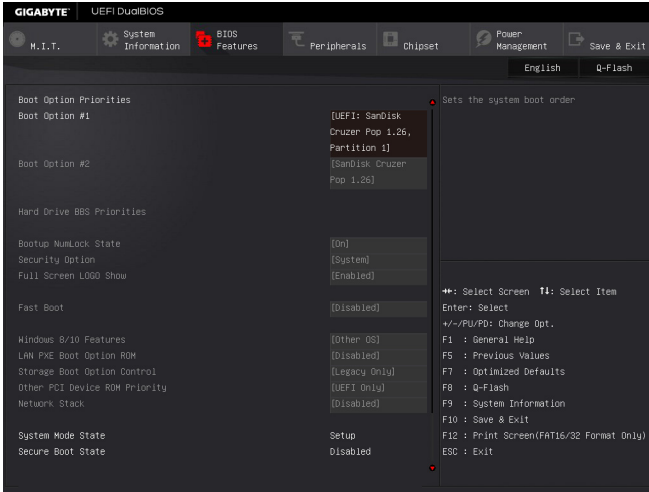 GIGABYTE™ UEFI DualBIOS
M.I.T. System Information BIOS Features Peripherals Chipset Power Management Save & Exit
English Q-Flash
Boot Option Priorities
Boot Option #1 [UEFI: SanDisk
Cruzer Pop 1.26,
Partition 1]
Boot Option #2 [SanDisk Cruzer
Pop 1.26]
Hard Drive BBS Priorities
Bootup NumLock State [On]
Security Option [System]
Full Screen LOGO Show [Enabled]
Fast Boot [Disabled]
Windows 8/10 Features [Other OS]
LAN PXE Boot Option ROM [Disabled]
Storage Boot Option Control [Legacy Only]
Other PCI Device ROM Priority [UEFI Only]
Network Stack [Disabled]
System Mode State Setup
Secure Boot State Disabled
Sets the system boot order
→←: Select Screen ↑↓: Select Item
Enter: Select
+/-/PU/PD: Change Opt.
F1 : General Help
F5 : Previous Values
F7 : Optimized Defaults
F8 : Q-Flash
F9 : System Information
F10 : Save & Exit
F12 : Print Screen(FAT16/32 Format Only)
ESC : Exit